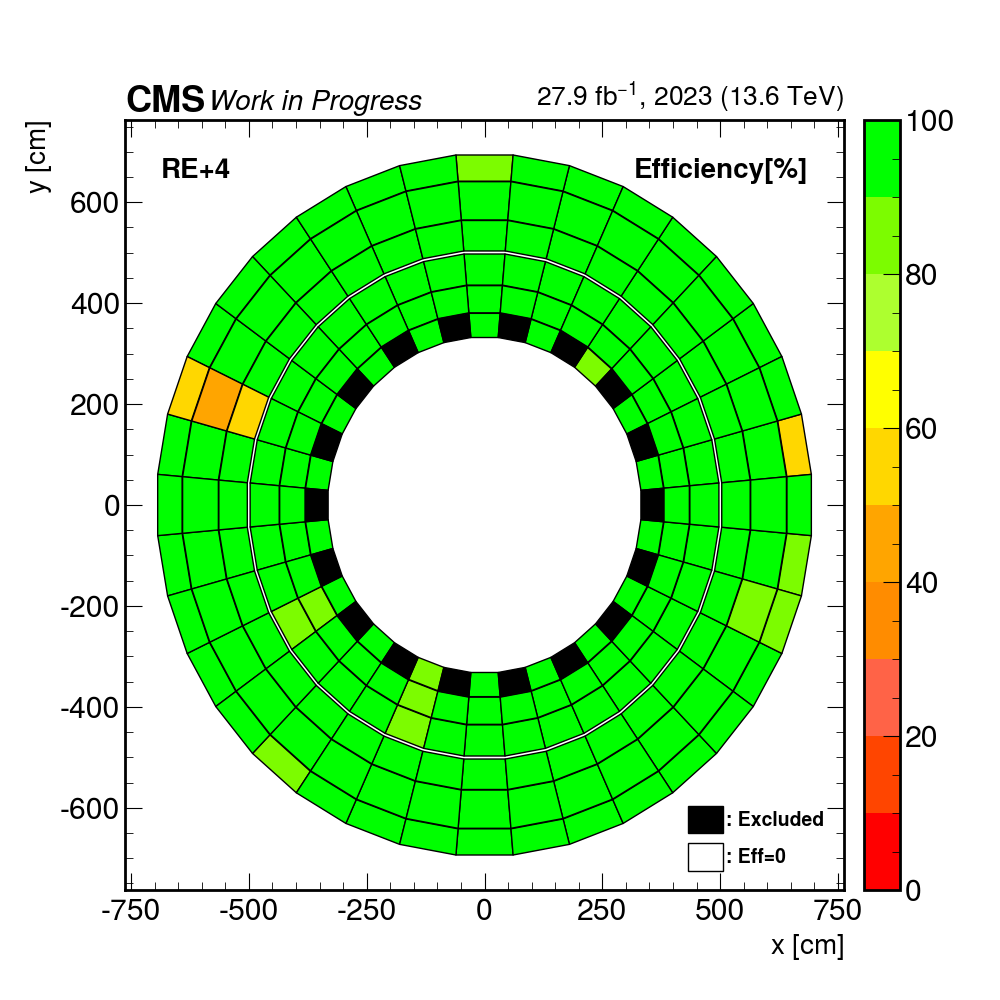 CMS Work in Progress
27.9 fb⁻¹, 2023 (13.6 TeV)
y [cm]
RE+4
Efficiency[%]
600
400
200
0
-200
-400
-600
-750
-500
-250
0
250
500
750
x [cm]
100
80
60
40
20
0
: Excluded
: Eff=0